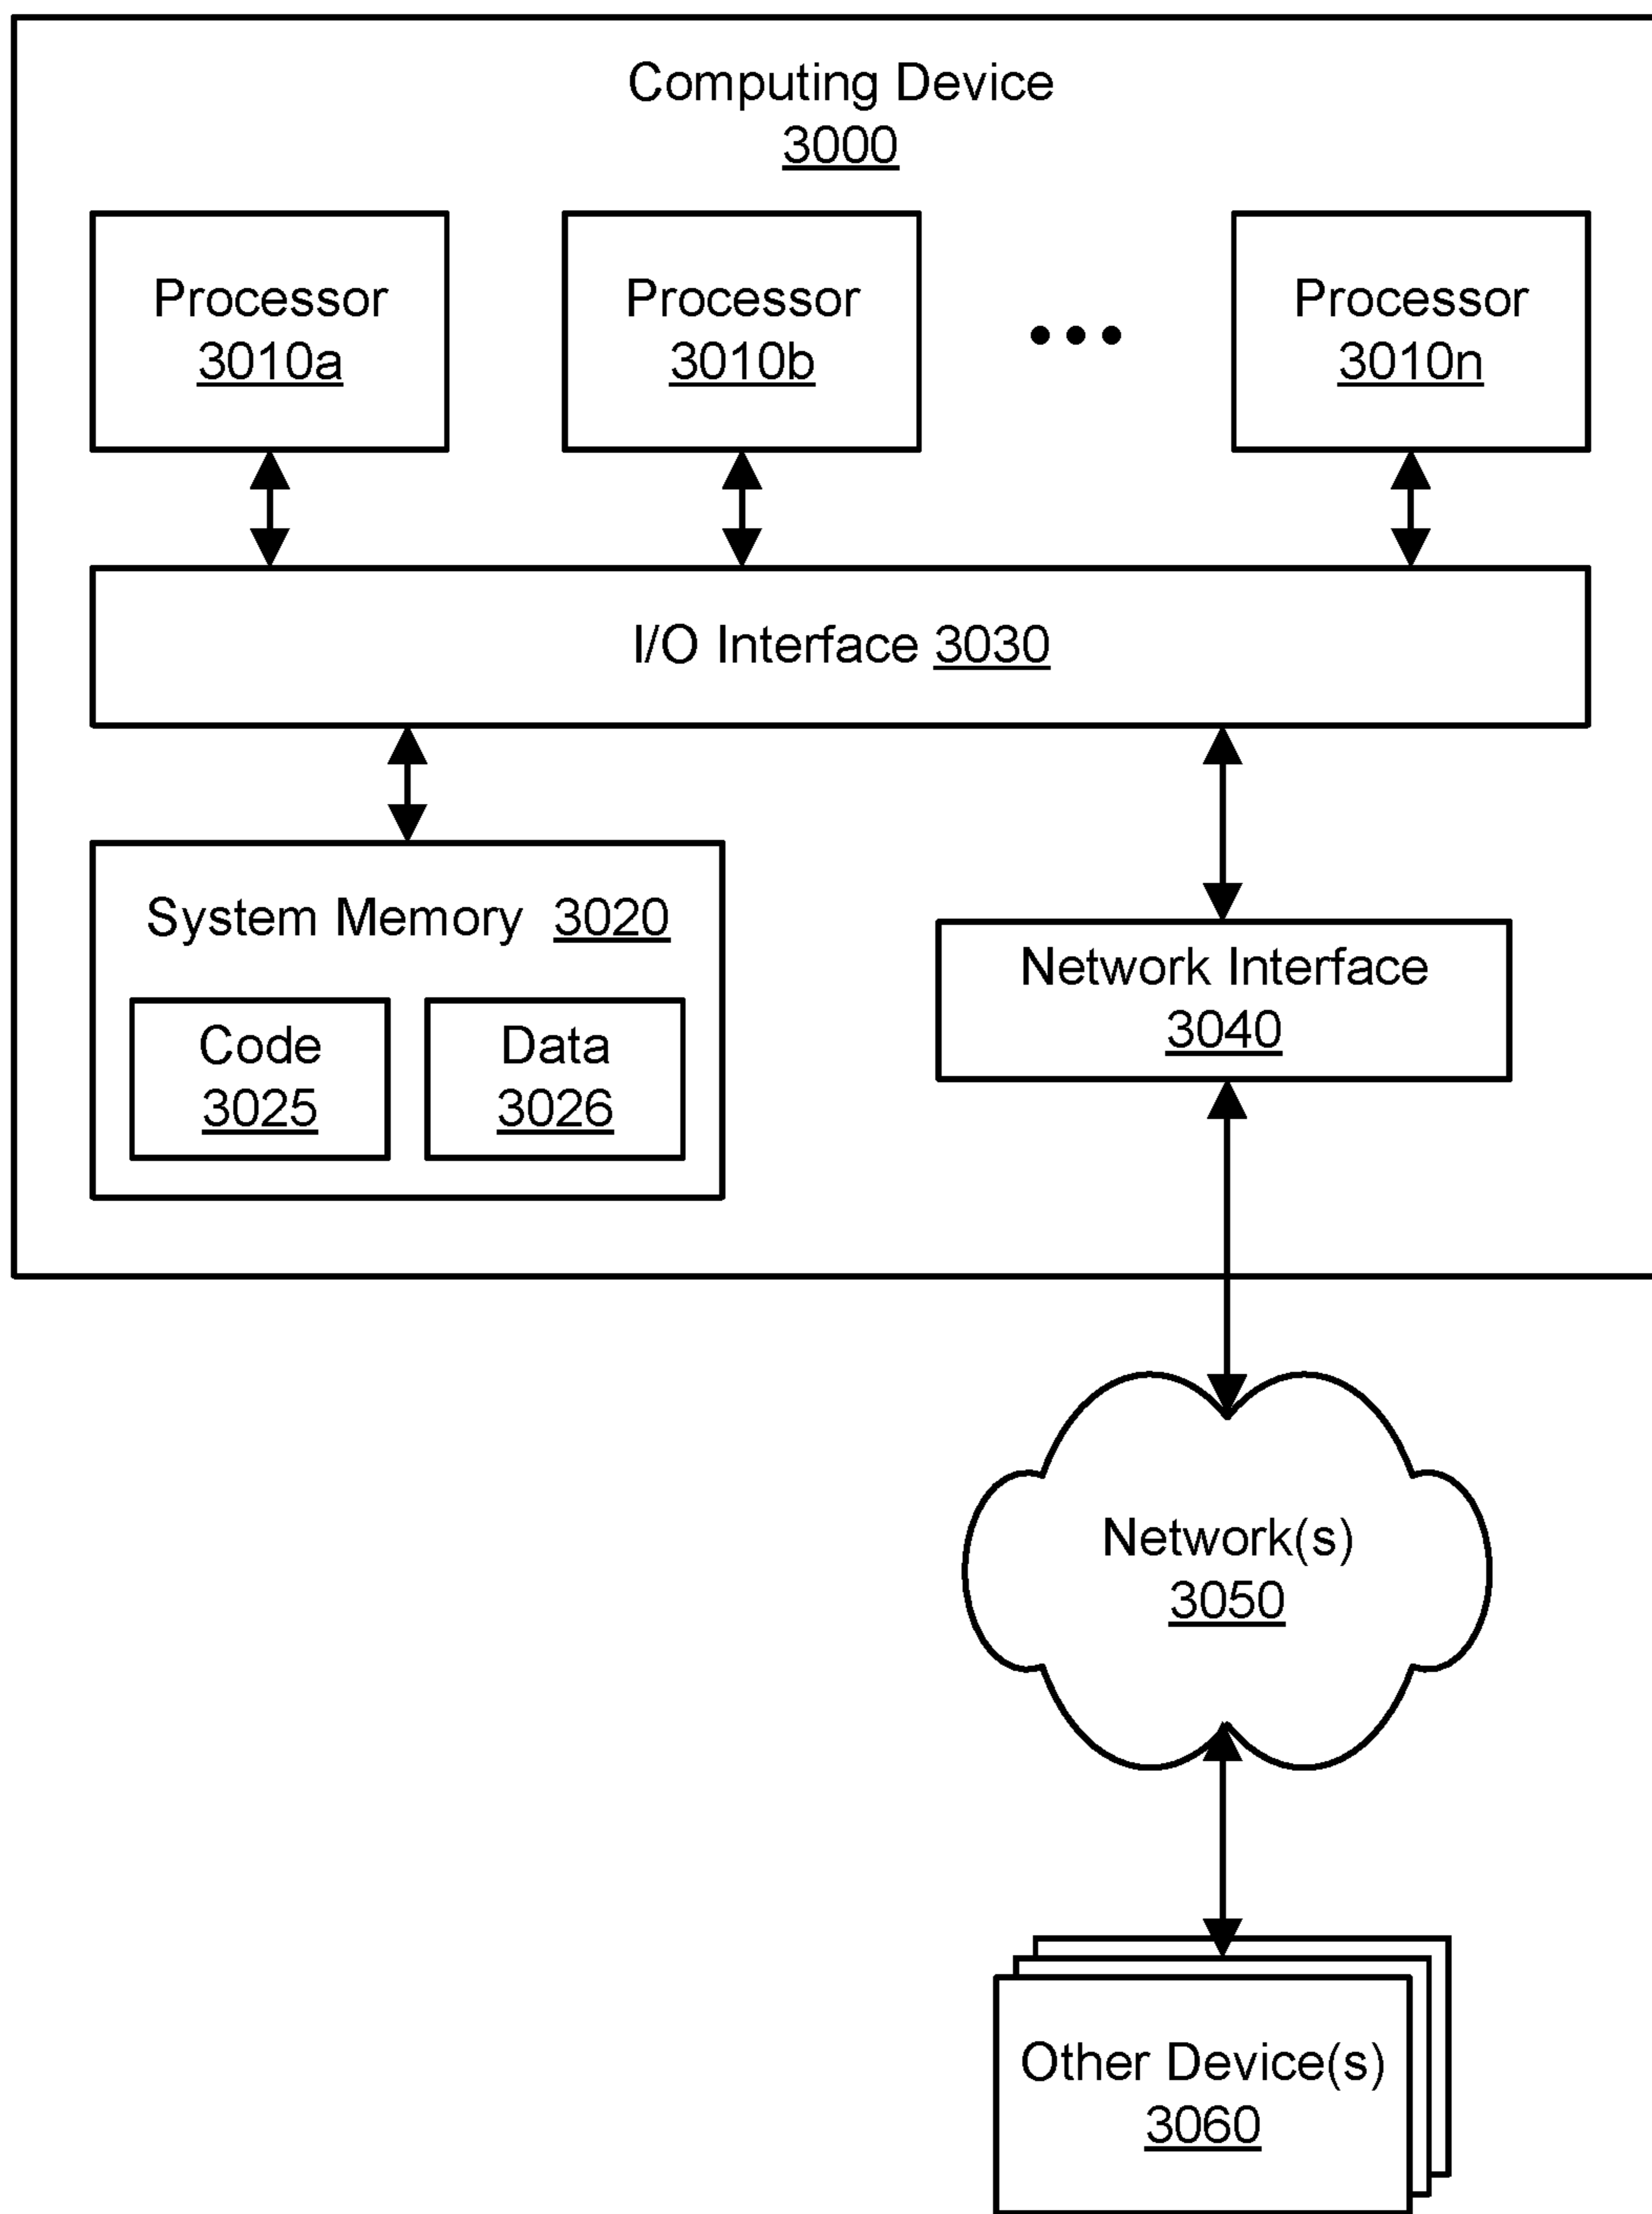 Computing Device
3000
Processor
3010a
Processor
3010b
Processor
3010n
I/O Interface 3030
System Memory 3020
Code
3025
Data
3026
Network Interface
3040
Network(s)
3050
Other Device(s)
3060